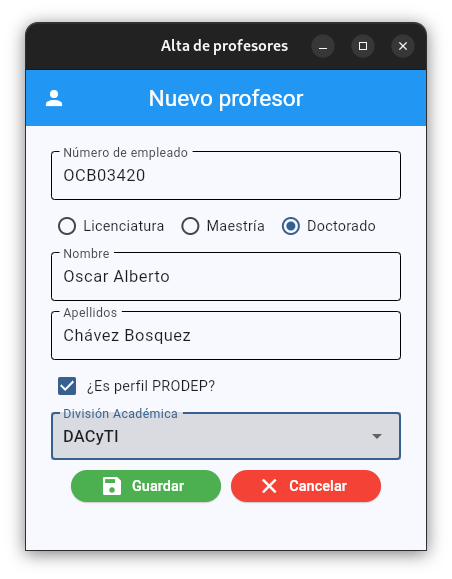 Alta de profesores
Nuevo profesor
Número de empleado
OCB03420
Licenciatura Maestría Doctorado
Nombre
Oscar Alberto
Apellidos
Chávez Bosquez
¿Es perfil PRODEP?
División Académica
DACyTI
Guardar Cancelar